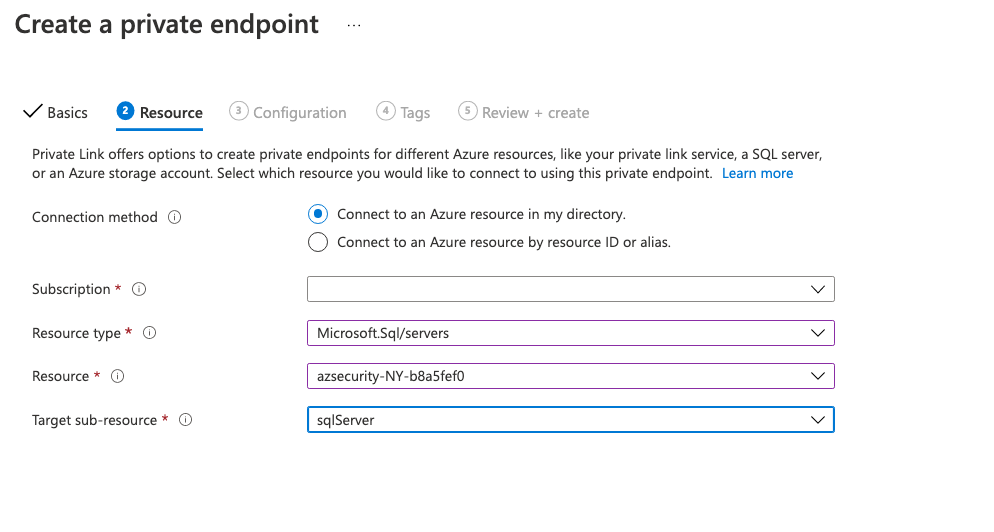 Create a private endpoint ...
Basics 2 Resource 3 Configuration 4 Tags 5 Review + create
Private Link offers options to create private endpoints for different Azure resources, like your private link service, a SQL server,
or an Azure storage account. Select which resource you would like to connect to using this private endpoint. Learn more
Connection method
Connect to an Azure resource in my directory.
Connect to an Azure resource by resource ID or alias.
Subscription *
Resource type * Microsoft.Sql/servers
Resource * azsecurity-NY-b8a5fef0
Target sub-resource * sqlServer